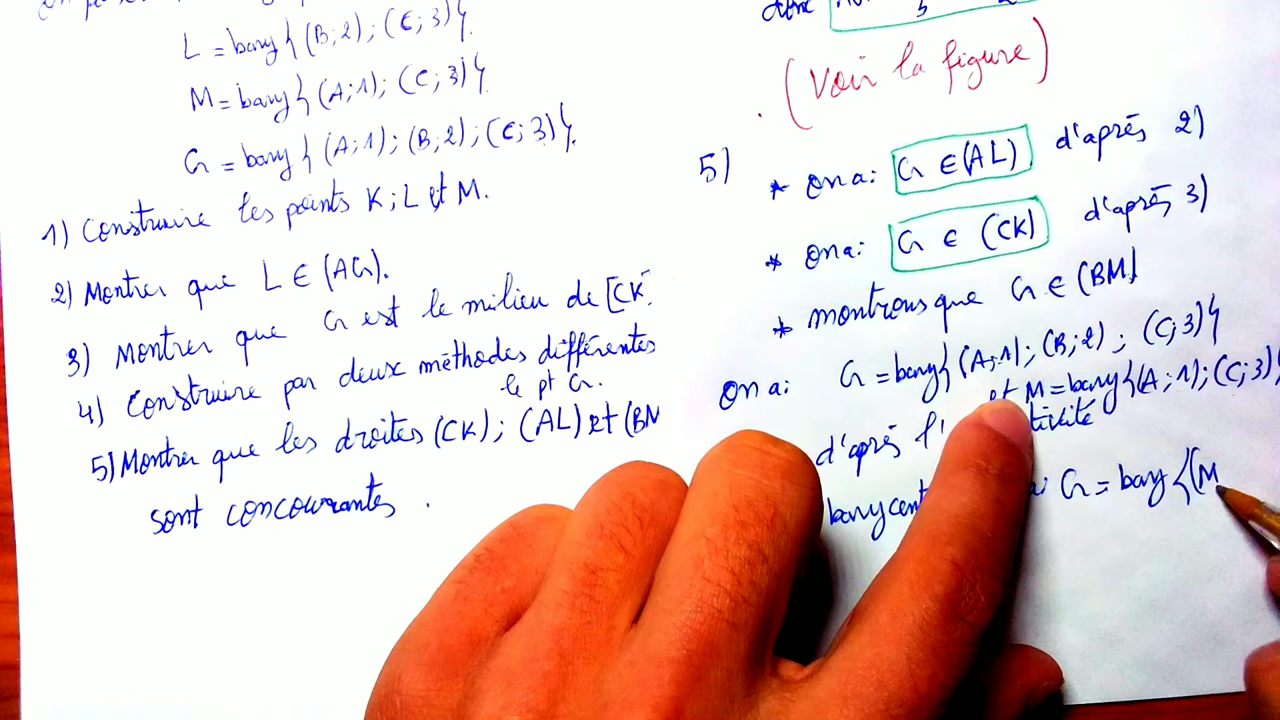 L = bary { (B;2) ; (C;3) }.
M = bary { (A;1) ; (C;3) }
G = bary { (A;1) ; (B;2) ; (C;3) }.
1) Construire les points K ; L et M.
2) Montrer que L ∈ (AG).
3) Montrer que G est le milieu de [CK]
4) Construire par deux méthodes différentes
le pt G.
5) Montrer que les droites (CK) ; (AL) et (BM
sont concourantes .
donc
(Voir la figure)
5)
* on a : G ∈ (AL) d'après 2)
* on a : G ∈ (CK) d'après 3)
* montrons que G ∈ (BM)
on a : G = bary { (A;1) ; (B;2) ; (C;3) }
et M = bary { (A;1) ; (C;3) }
d'après l' tivité
barycent G = bary { (M